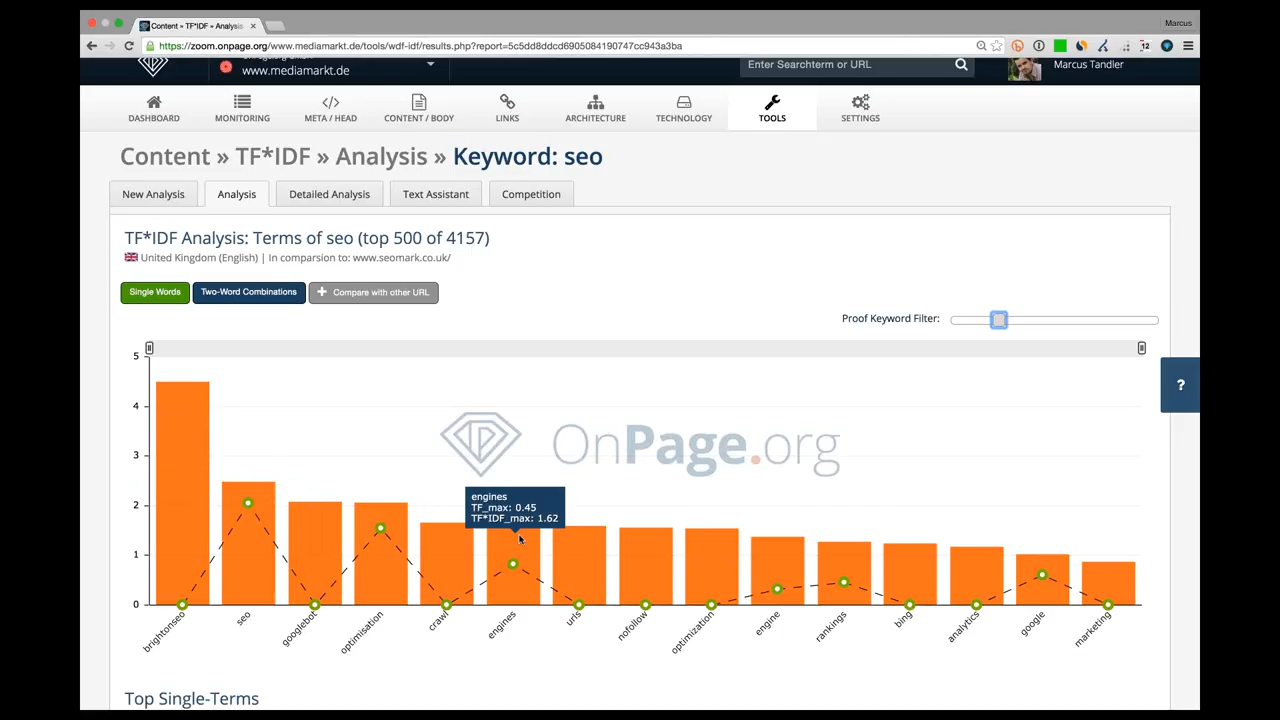 Content » TF*IDF » Analysis
Marcus
https://zoom.onpage.org/www.mediamarkt.de/tools/wdf-idf/results.php?report=5c5dd8ddcd6905084190747cc943a3ba
12
www.mediamarkt.de
Enter Searchterm or URL
Marcus Tandler
DASHBOARD
MONITORING
META / HEAD
CONTENT / BODY
LINKS
ARCHITECTURE
TECHNOLOGY
TOOLS
SETTINGS
Content » TF*IDF » Analysis » Keyword: seo
New Analysis
Analysis
Detailed Analysis
Text Assistant
Competition
TF*IDF Analysis: Terms of seo (top 500 of 4157)
United Kingdom (English) | In comparsion to: www.seomark.co.uk/
Single Words
Two-Word Combinations
+ Compare with other URL
Proof Keyword Filter:
5
4
3
2
1
0
OnPage.org
engines
TF_max: 0.45
TF*IDF_max: 1.62
?
brightonseo
seo
googlebot
optimisation
crawl
engines
urls
nofollow
optimization
engine
rankings
bing
analytics
google
marketing
Top Single-Terms